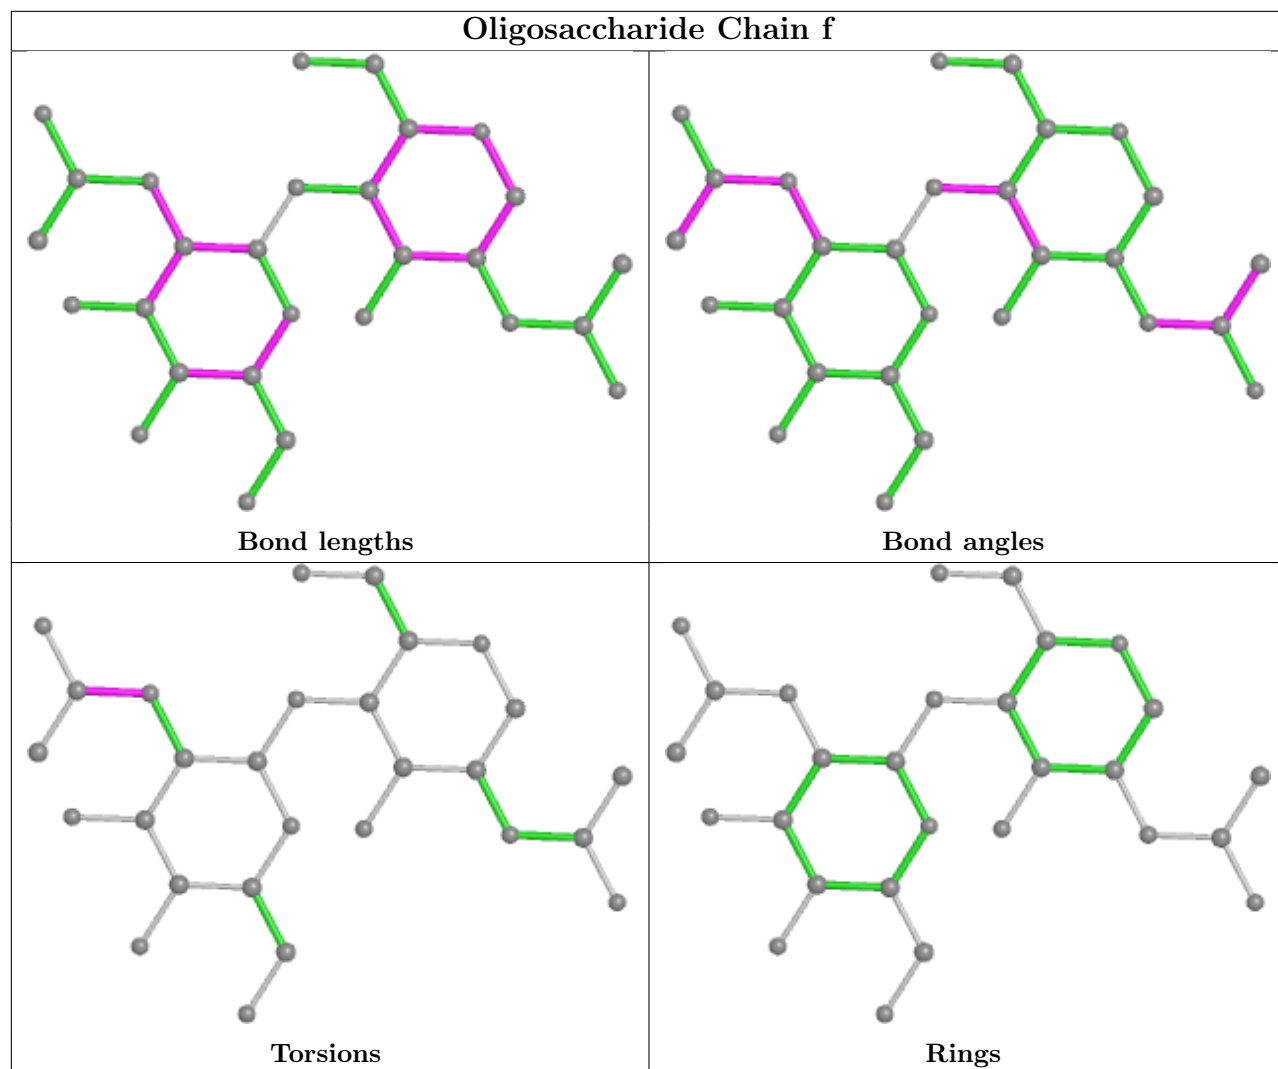 Oligosaccharide Chain f
Bond lengths
Bond angles
Torsions
Rings